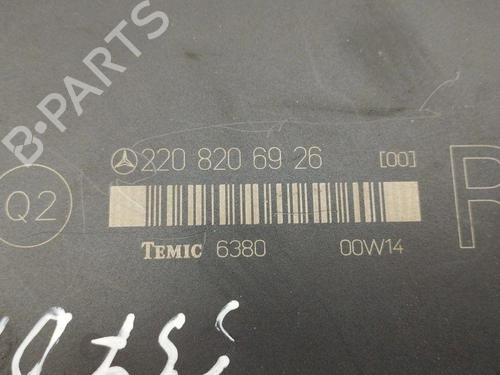 B-PARTS
220 820 69 26 [00]
Q2
R
TEMIC 6380 00W14